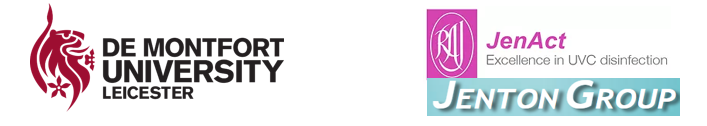 DE MONTFORT
UNIVERSITY
LEICESTER
JenAct
Excellence in UVC disinfection
JENTON GROUP